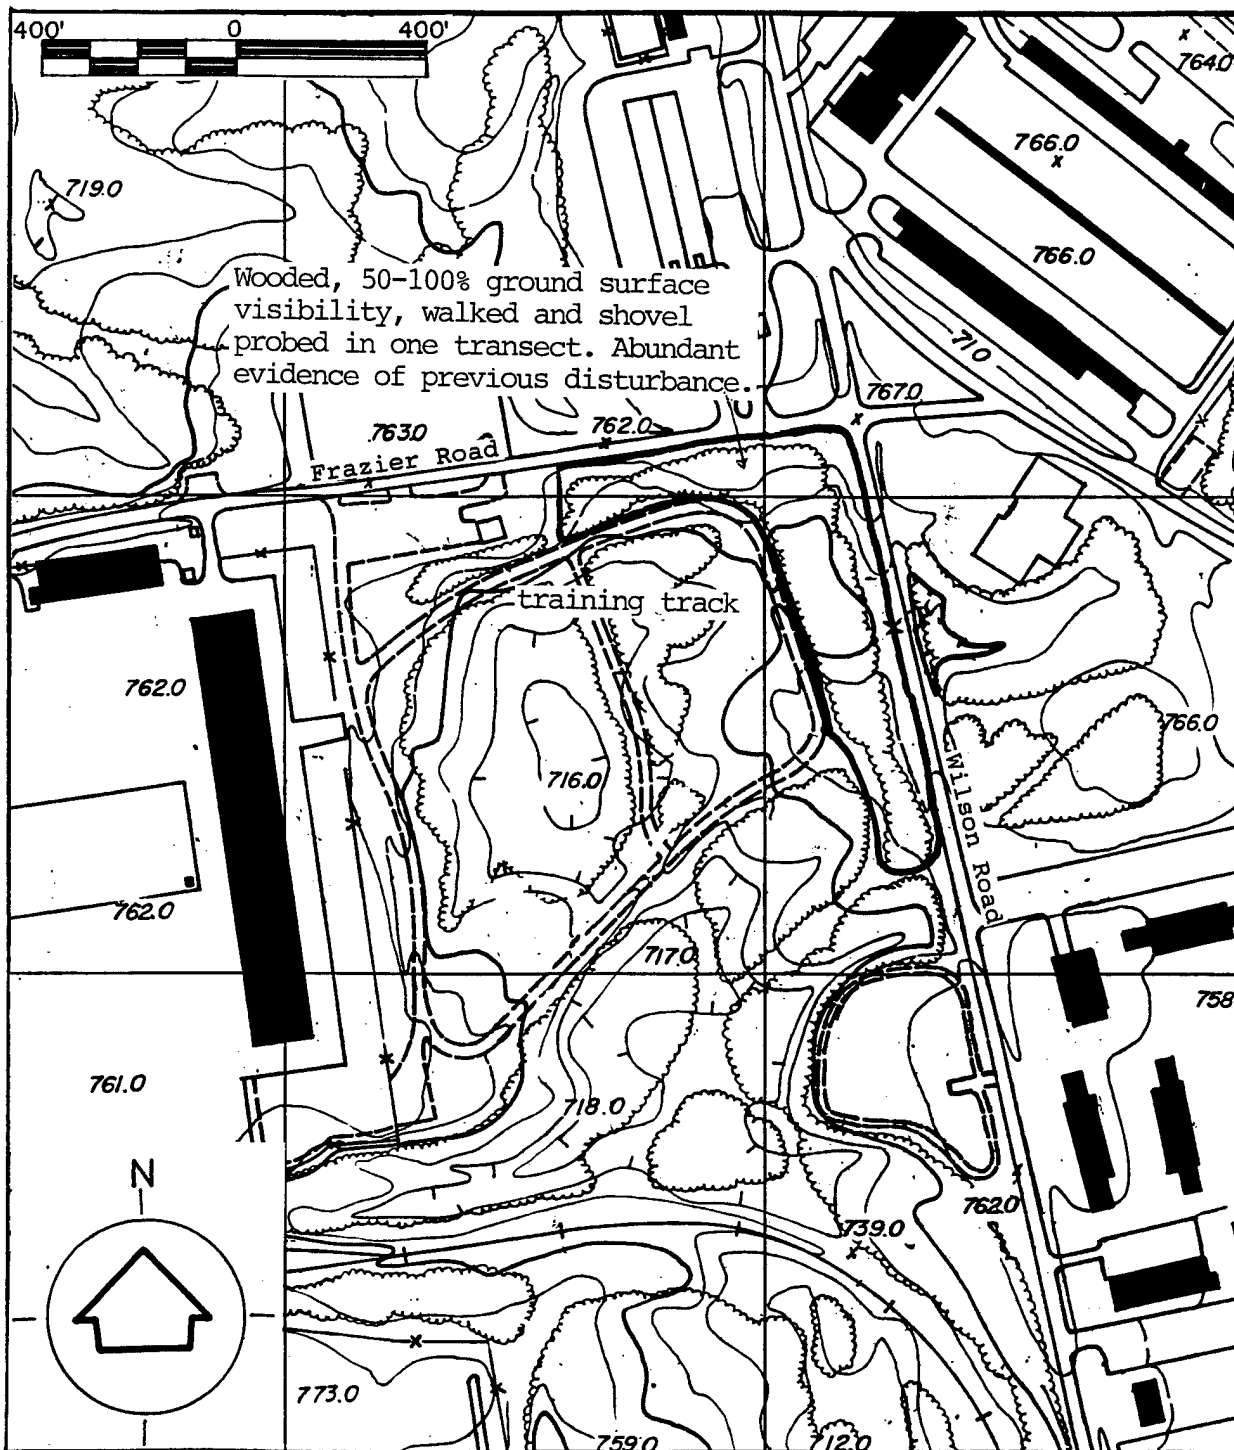 400' 0 400'
764.0
766.0
719.0
766.0
Wooded, 50-100% ground surface
visibility, walked and shovel
probed in one transect. Abundant
evidence of previous disturbance.
71.0
767.0
763.0
762.0
Frazier Road
training track
762.0
766.0
716.0
Wilson Road
762.0
717.0
758
761.0
718.0
N
762.0
739.0
773.0
759.0
712.0